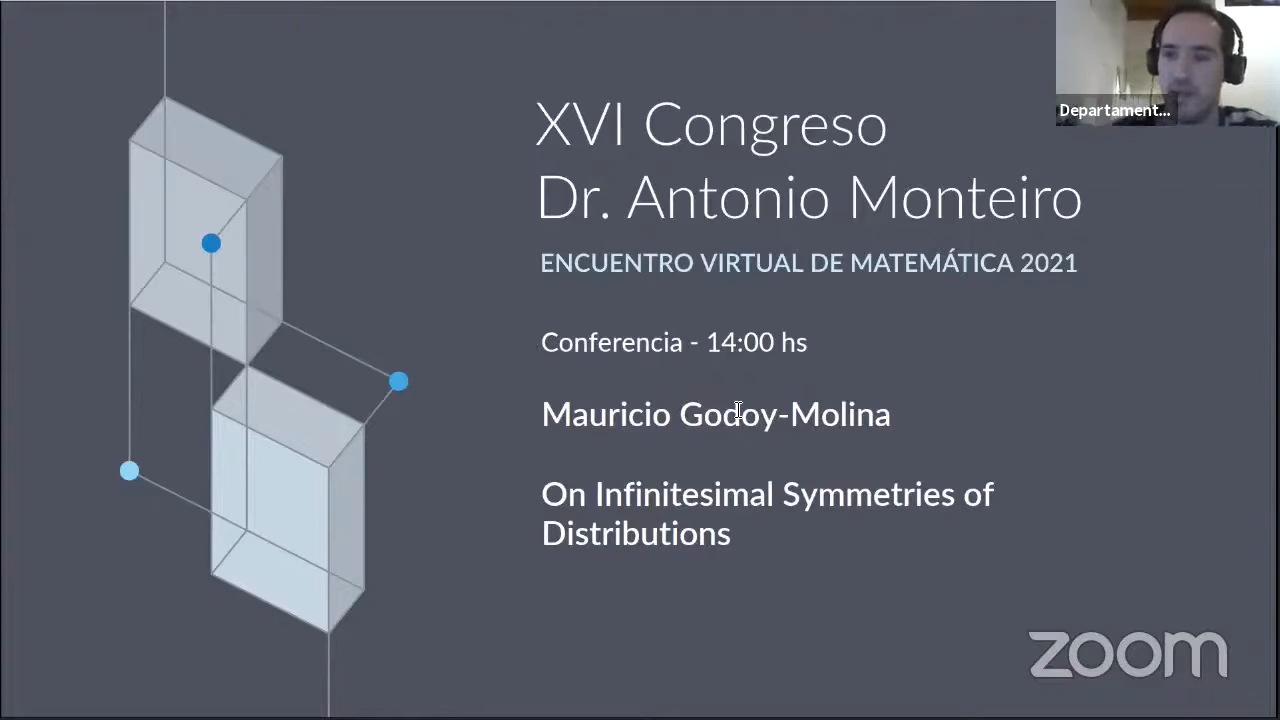 Departament...
XVI Congreso
Dr. Antonio Monteiro
ENCUENTRO VIRTUAL DE MATEMÁTICA 2021
Conferencia - 14:00 hs
Mauricio Godoy-Molina
On Infinitesimal Symmetries of
Distributions
zoom